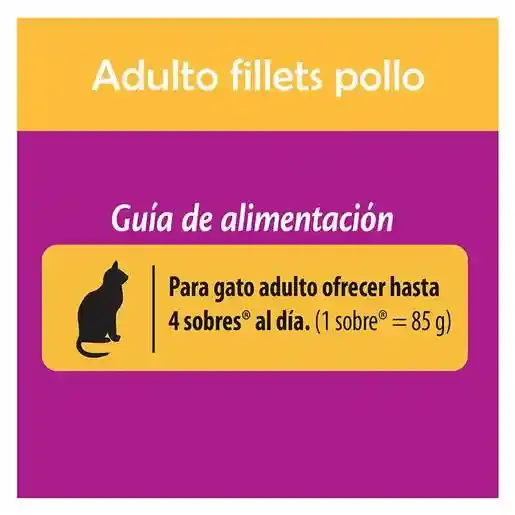 Adulto fillets pollo
Guía de alimentación
Para gato adulto ofrecer hasta
4 sobres® al día. (1 sobre® = 85 g)